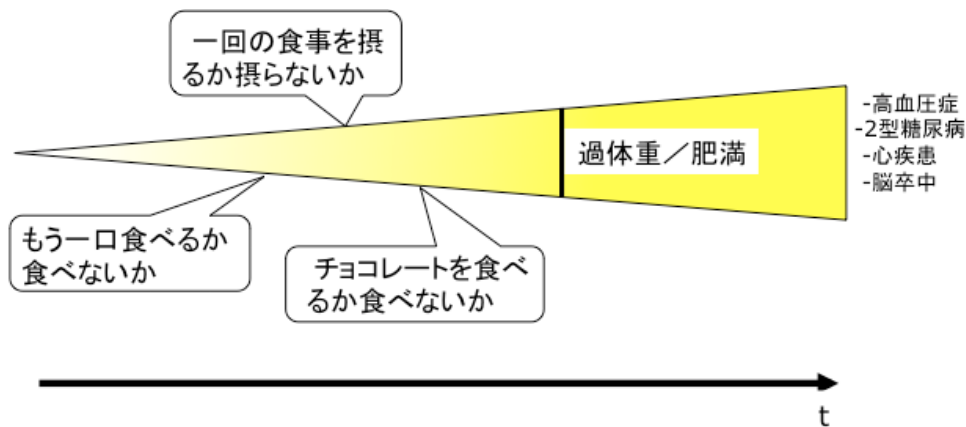 一回の食事を摂
るか摂らないか
-高血圧症
-2型糖尿病
-心疾患
-脳卒中
過体重／肥満
もう一口食べるか
食べないか
チョコレートを食べ
るか食べないか
t